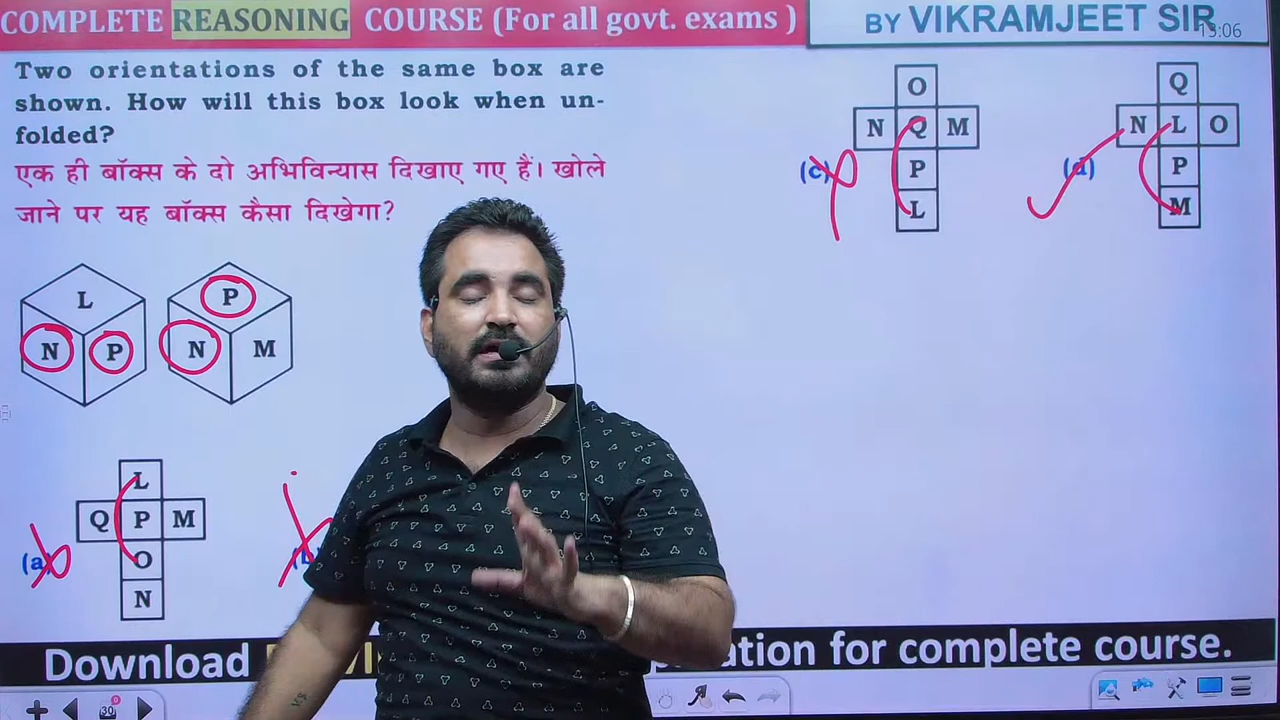 COMPLETE REASONING COURSE (For all govt. exams )
BY VIKRAMJEET SIR
13:06
Two orientations of the same box are
shown. How will this box look when un-
folded?
एक ही बॉक्स के दो अभिविन्यास दिखाए गए हैं। खोले
जाने पर यह बॉक्स कैसा दिखेगा?
L
N P
P
N M
(a)
L
Q P M
O
N
(c)
O
N Q M
P
L
(d)
Q
N L O
P
M
Download
for complete course.
30